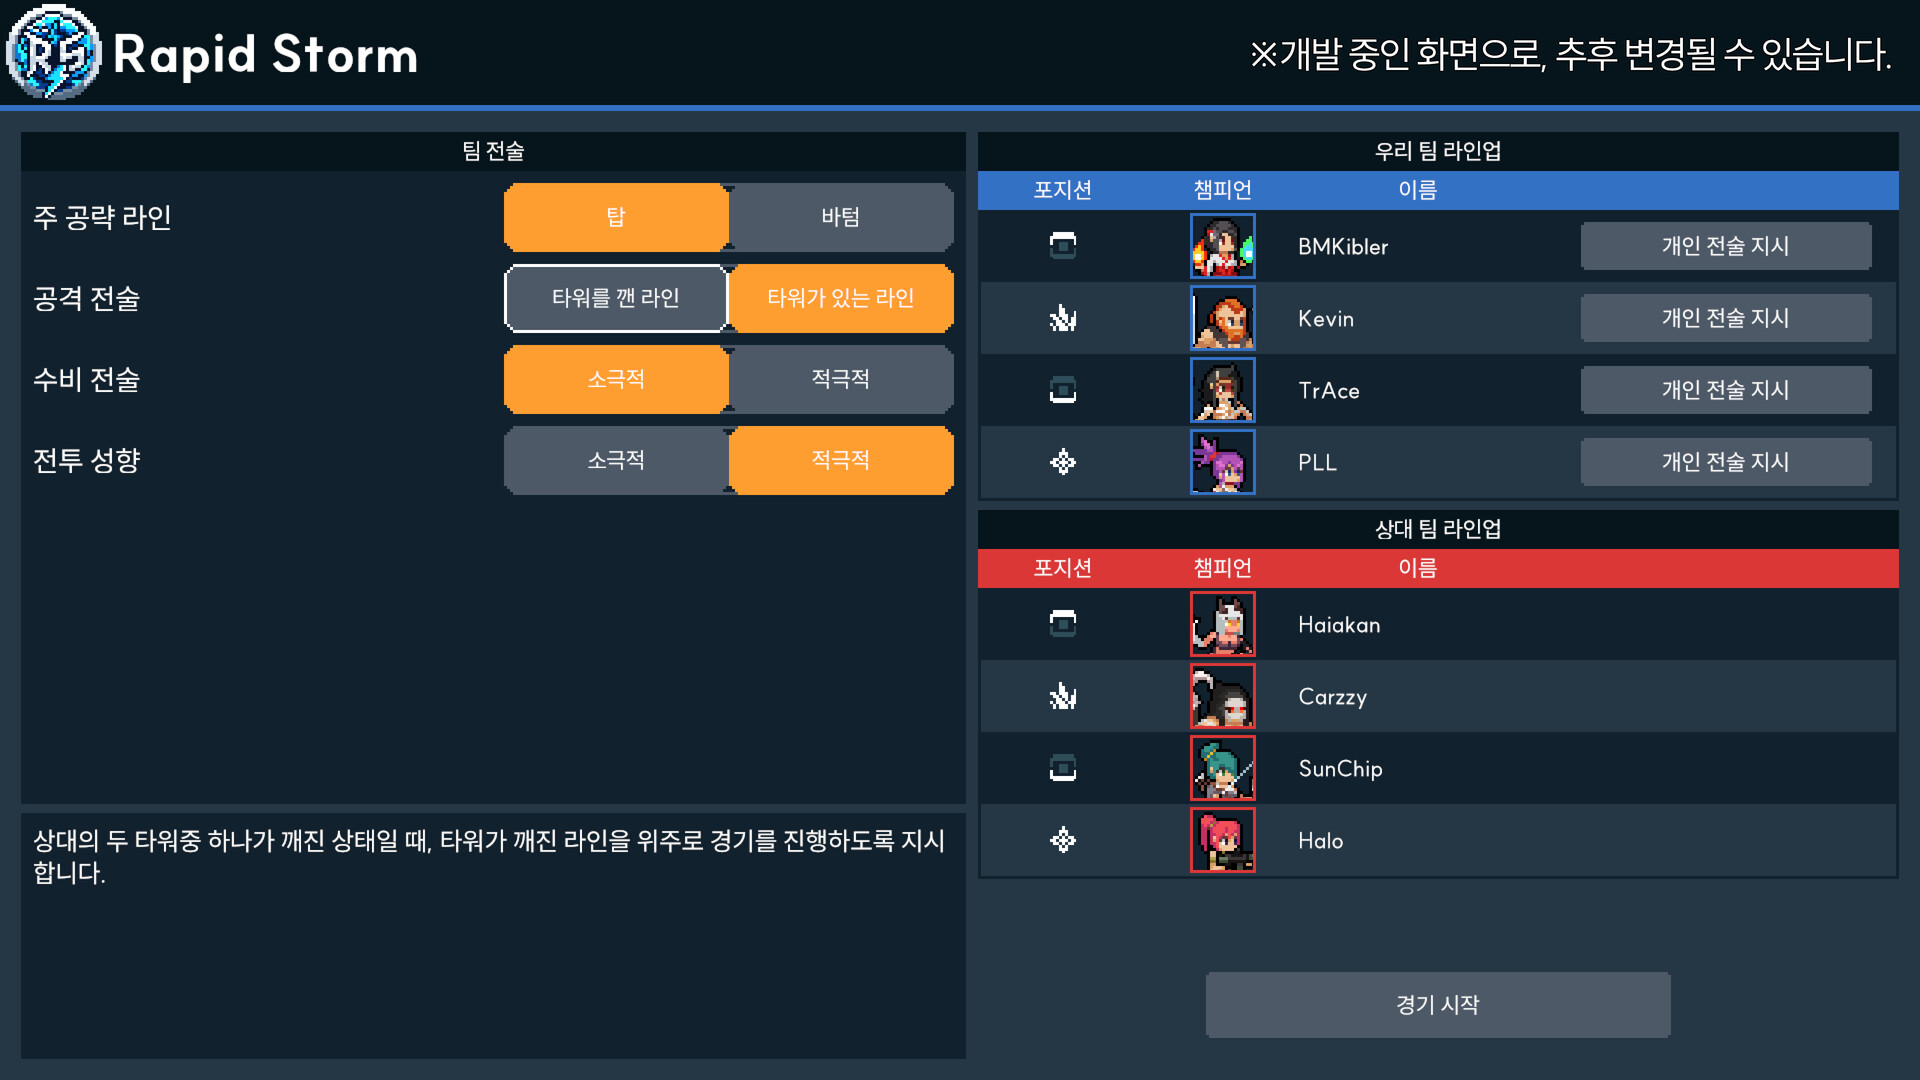 RS
Rapid Storm
※개발 중인 화면으로, 추후 변경될 수 있습니다.
팀 전술
주 공략 라인
탑
바텀
공격 전술
타워를 깬 라인
타워가 있는 라인
수비 전술
소극적
적극적
전투 성향
소극적
적극적
상대의 두 타워중 하나가 깨진 상태일 때, 타워가 깨진 라인을 위주로 경기를 진행하도록 지시
합니다.
우리 팀 라인업
포지션 챔피언 이름
BMKibler 개인 전술 지시
Kevin 개인 전술 지시
TrAce 개인 전술 지시
PLL 개인 전술 지시
상대 팀 라인업
포지션 챔피언 이름
Haiakan
Carzzy
SunChip
Halo
경기 시작